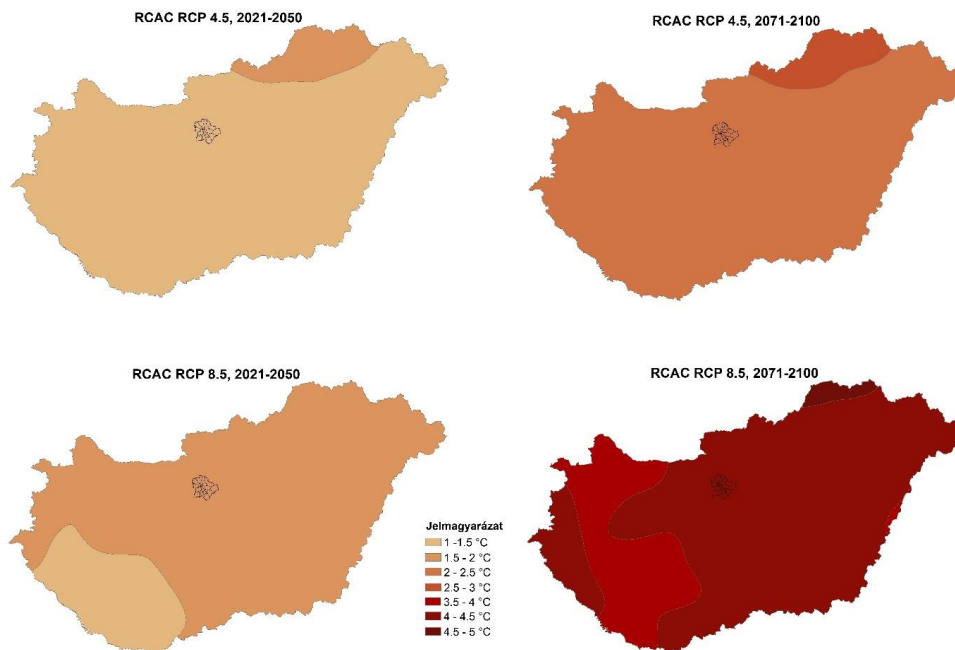 RCAC RCP 4.5, 2021-2050
RCAC RCP 4.5, 2071-2100
RCAC RCP 8.5, 2021-2050
RCAC RCP 8.5, 2071-2100
Jelmagyarázat
1 -1.5 °C
1.5 - 2 °C
2 - 2.5 °C
2.5 - 3 °C
3.5 - 4 °C
4 - 4.5 °C
4.5 - 5 °C